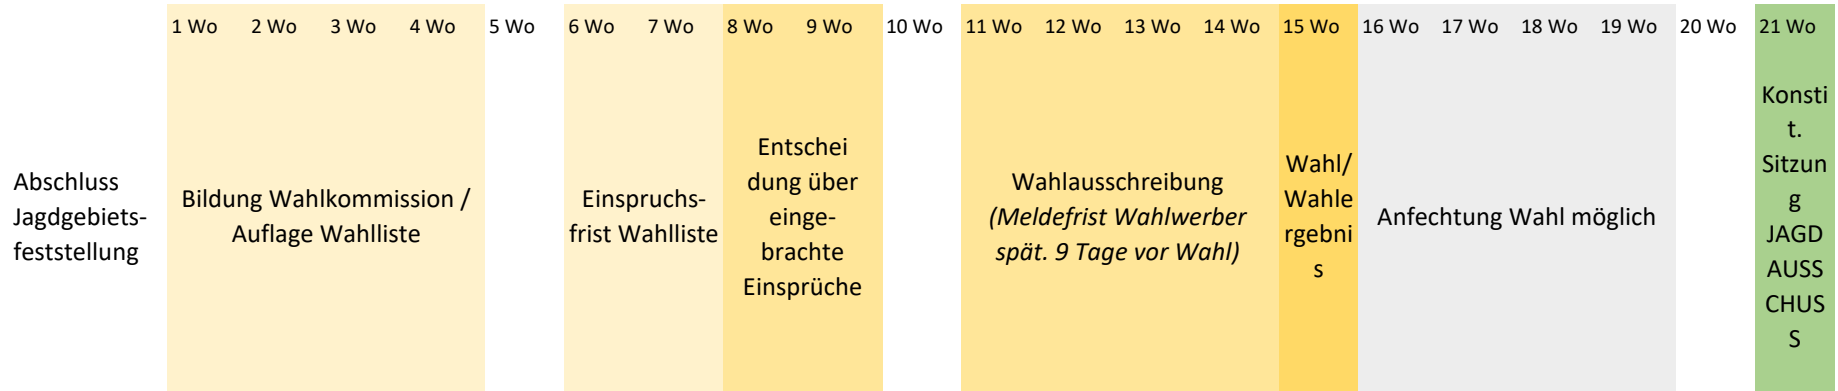 1 Wo 2 Wo 3 Wo 4 Wo 5 Wo 6 Wo 7 Wo 8 Wo 9 Wo 10 Wo 11 Wo 12 Wo 13 Wo 14 Wo 15 Wo 16 Wo 17 Wo 18 Wo 19 Wo 20 Wo 21 Wo
Abschluss
Jagdgebiets-
feststellung
Bildung Wahlkommission /
Auflage Wahlliste
Einspruchs-
frist Wahlliste
Entschei
dung über
einge-
brachte
Einsprüche
Wahlausschreibung
(Meldefrist Wahlwerber
spät. 9 Tage vor Wahl)
Wahl/
Wahle
rgebni
s
Anfechtung Wahl möglich
Konsti
t.
Sitzun
g
JAGD
AUSS
CHUS
S